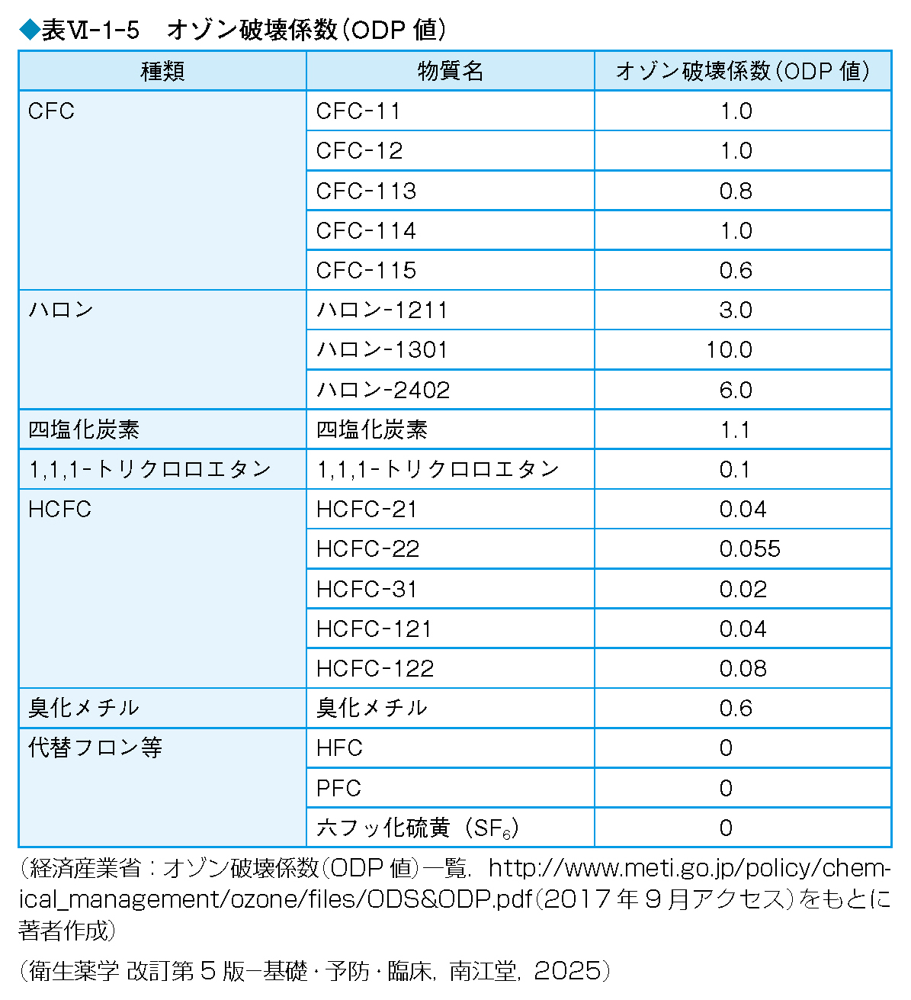 ◆表Ⅵ-1-5　オゾン破壊係数(ODP 値)
種類　物質名　オゾン破壊係数(ODP 値)
CFC　CFC-11　1.0
CFC-12　1.0
CFC-113　0.8
CFC-114　1.0
CFC-115　0.6
ハロン　ハロン-1211　3.0
ハロン-1301　10.0
ハロン-2402　6.0
四塩化炭素　四塩化炭素　1.1
1,1,1-トリクロロエタン　1,1,1-トリクロロエタン　0.1
HCFC　HCFC-21　0.04
HCFC-22　0.055
HCFC-31　0.02
HCFC-121　0.04
HCFC-122　0.08
臭化メチル　臭化メチル　0.6
代替フロン等　HFC　0
PFC　0
六フッ化硫黄（SF₆）　0
(経済産業省：オゾン破壊係数(ODP 値)一覧．http://www.meti.go.jp/policy/chem-
ical_management/ozone/files/ODS&ODP.pdf(2017 年 9 月アクセス)をもとに
著者作成)
(衛生薬学 改訂第 5 版―基礎・予防・臨床，南江堂，2025)